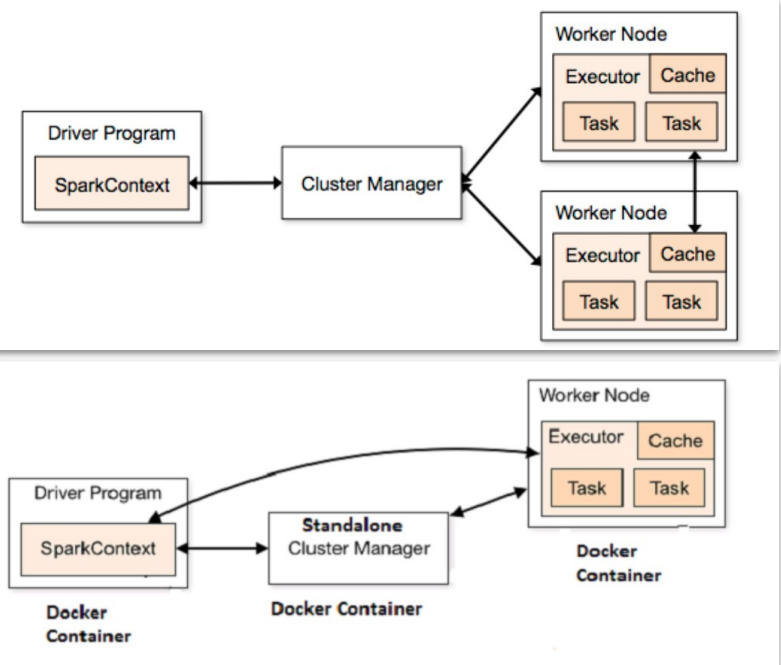 Worker Node
Executor
Cache
Task
Task
Driver Program
SparkContext
Cluster Manager
Worker Node
Executor
Cache
Task
Task
Worker Node
Executor
Cache
Task
Task
Driver Program
SparkContext
Standalone
Cluster Manager
Docker
Container
Docker Container
Docker
Container